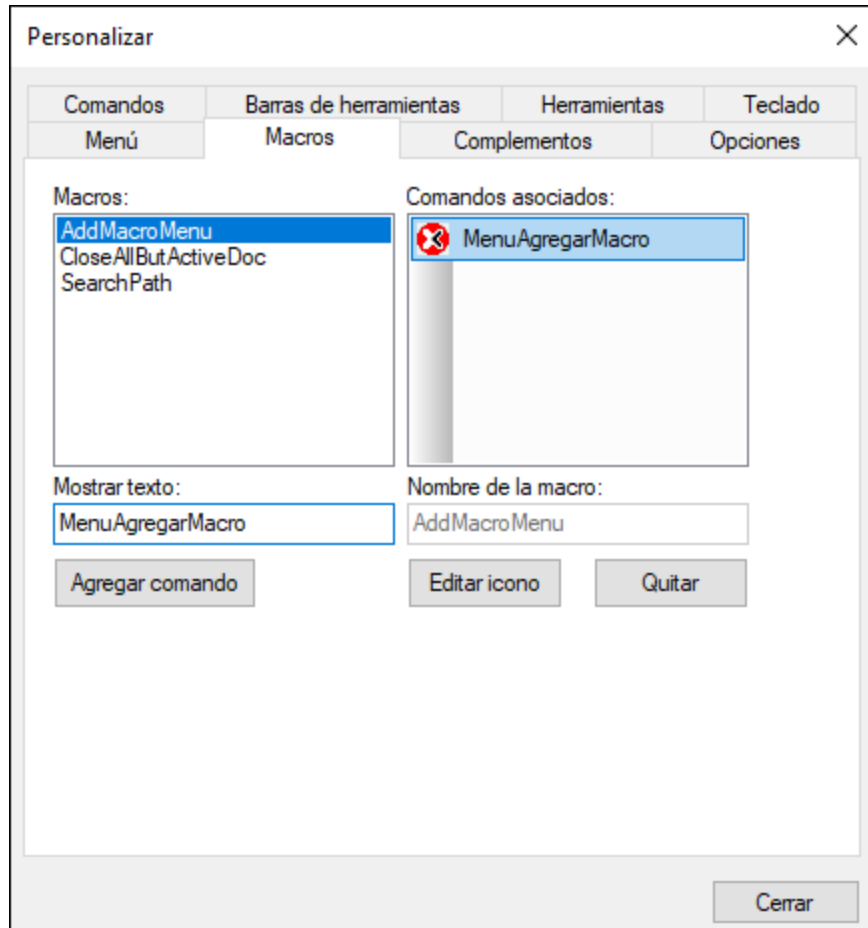 Personalizar
Comandos Barras de herramientas Herramientas Teclado
Menú Macros Complementos Opciones
Macros: Comandos asociados:
AddMacroMenu MenuAgregarMacro
CloseAllButActiveDoc
SearchPath
Mostrar texto: Nombre de la macro:
MenuAgregarMacro AddMacroMenu
Agregar comando Editar icono Quitar
Cerrar